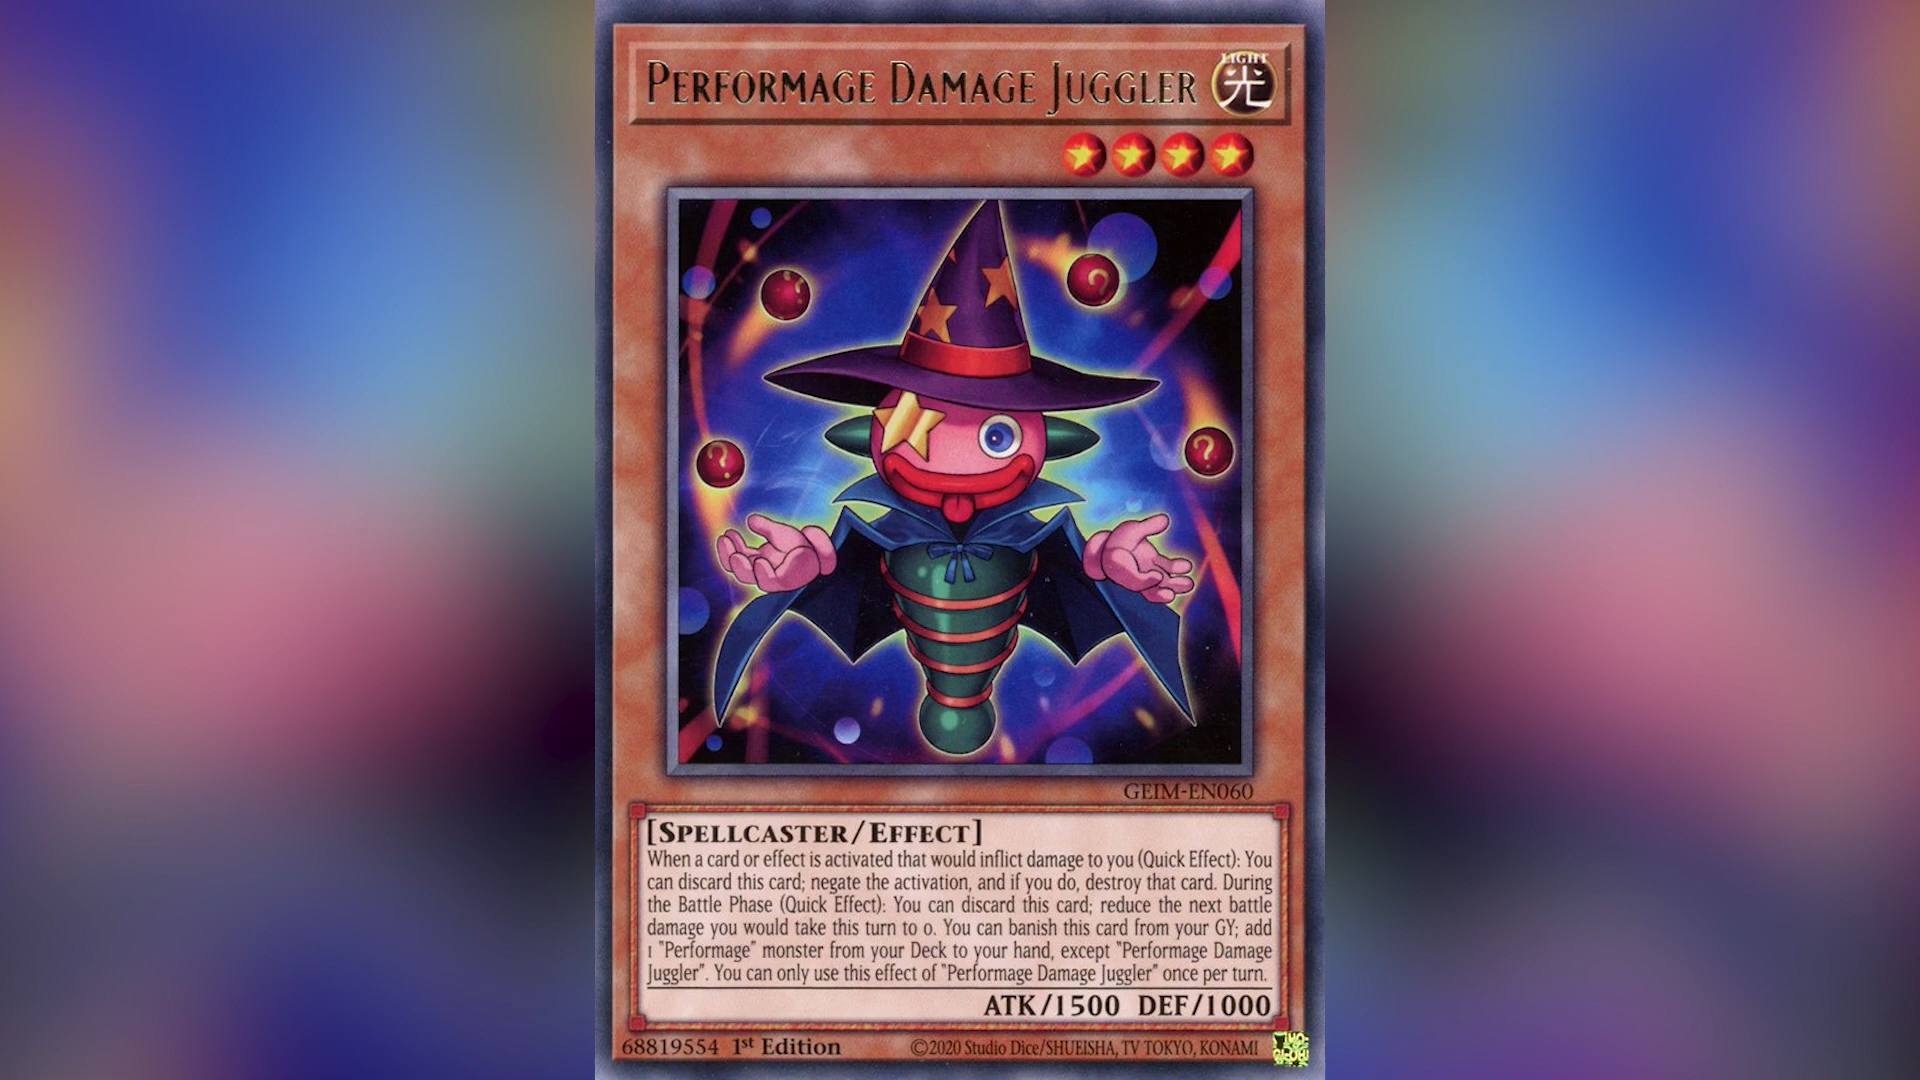 Performage Damage Juggler
LIGHT
光
?
?
?
?
GEIM-EN060
[Spellcaster/Effect]
When a card or effect is activated that would inflict damage to you (Quick Effect): You
can discard this card; negate the activation, and if you do, destroy that card. During
the Battle Phase (Quick Effect): You can discard this card; reduce the next battle
damage you would take this turn to 0. You can banish this card from your GY; add
1 "Performage" monster from your Deck to your hand, except "Performage Damage
Juggler". You can only use this effect of "Performage Damage Juggler" once per turn.
ATK/1500 DEF/1000
68819554 1st Edition ©2020 Studio Dice/SHUEISHA, TV TOKYO, KONAMI